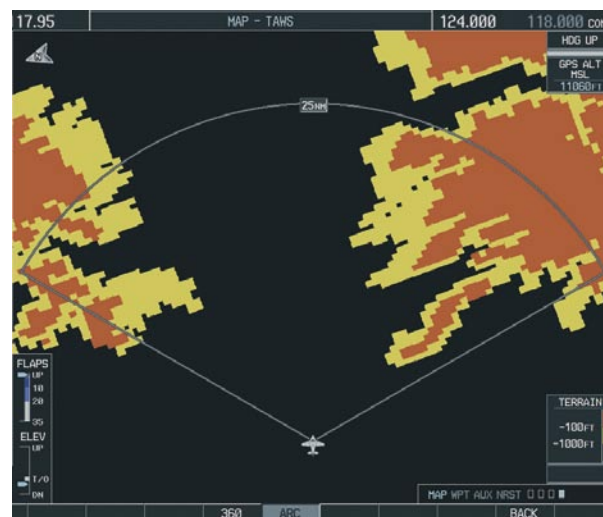 17.95
MAP - TAWS
124.000
118.000 COM
HDG UP
GPS ALT
MSL
11060FT
25NM
N
FLAPS
UP
10
20
35
ELEV
UP
T/O
DN
TERRAIN
-100FT
-1000FT
MAP WPT AUX NRST
360
ARC
BACK